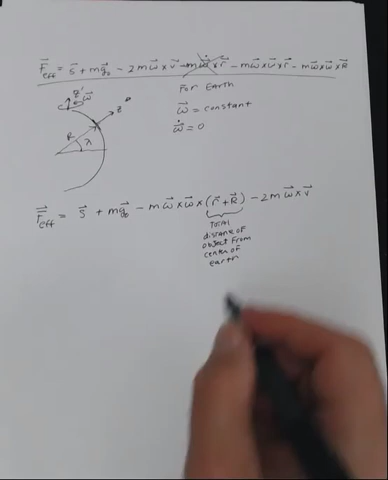 F⃗eff = S⃗ + mg⃗₀ - 2mω⃗×v⃗ - mω⃗̇×r⃗ - mω⃗×ω⃗×r⃗ - mω⃗×ω⃗×R⃗
For Earth
ω⃗ = constant
ω⃗̇ = 0
z' ω⃗
z
R λ
F⃗eff = S⃗ + mg⃗₀ - mω⃗×ω⃗×(r⃗+R⃗) - 2mω⃗×v⃗
Total
distance of
object from
center of
earth